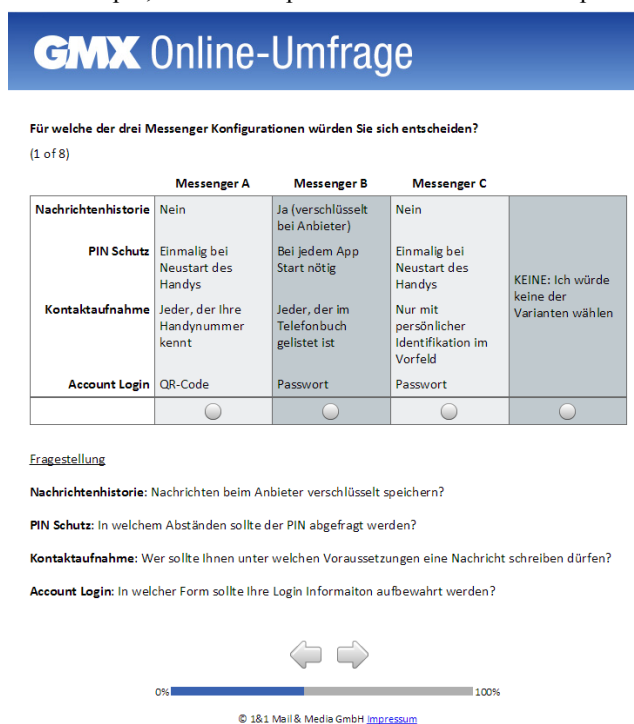 GMX Online-Umfrage
Für welche der drei Messenger Konfigurationen würden Sie sich entscheiden?
(1 of 8)
Messenger A Messenger B Messenger C
Nachrichtenhistorie Nein Ja (verschlüsselt Nein
bei Anbieter)
PIN Schutz Einmalig bei Bei jedem App Einmalig bei
Neustart des Start nötig Neustart des
Handys Handys
KEINE: Ich würde
keine der
Varianten wählen
Kontaktaufnahme Jeder, der Ihre Jeder, der im Nur mit
Handynummer Telefonbuch persönlicher
kennt gelistet ist Identifikation im
Vorfeld
Account Login QR-Code Passwort Passwort
Fragestellung
Nachrichtenhistorie: Nachrichten beim Anbieter verschlüsselt speichern?
PIN Schutz: In welchem Abständen sollte der PIN abgefragt werden?
Kontaktaufnahme: Wer sollte Ihnen unter welchen Voraussetzungen eine Nachricht schreiben dürfen?
Account Login: In welcher Form sollte Ihre Login Informaiton aufbewahrt werden?
0% 100%
© 1&1 Mail & Media GmbH Impressum